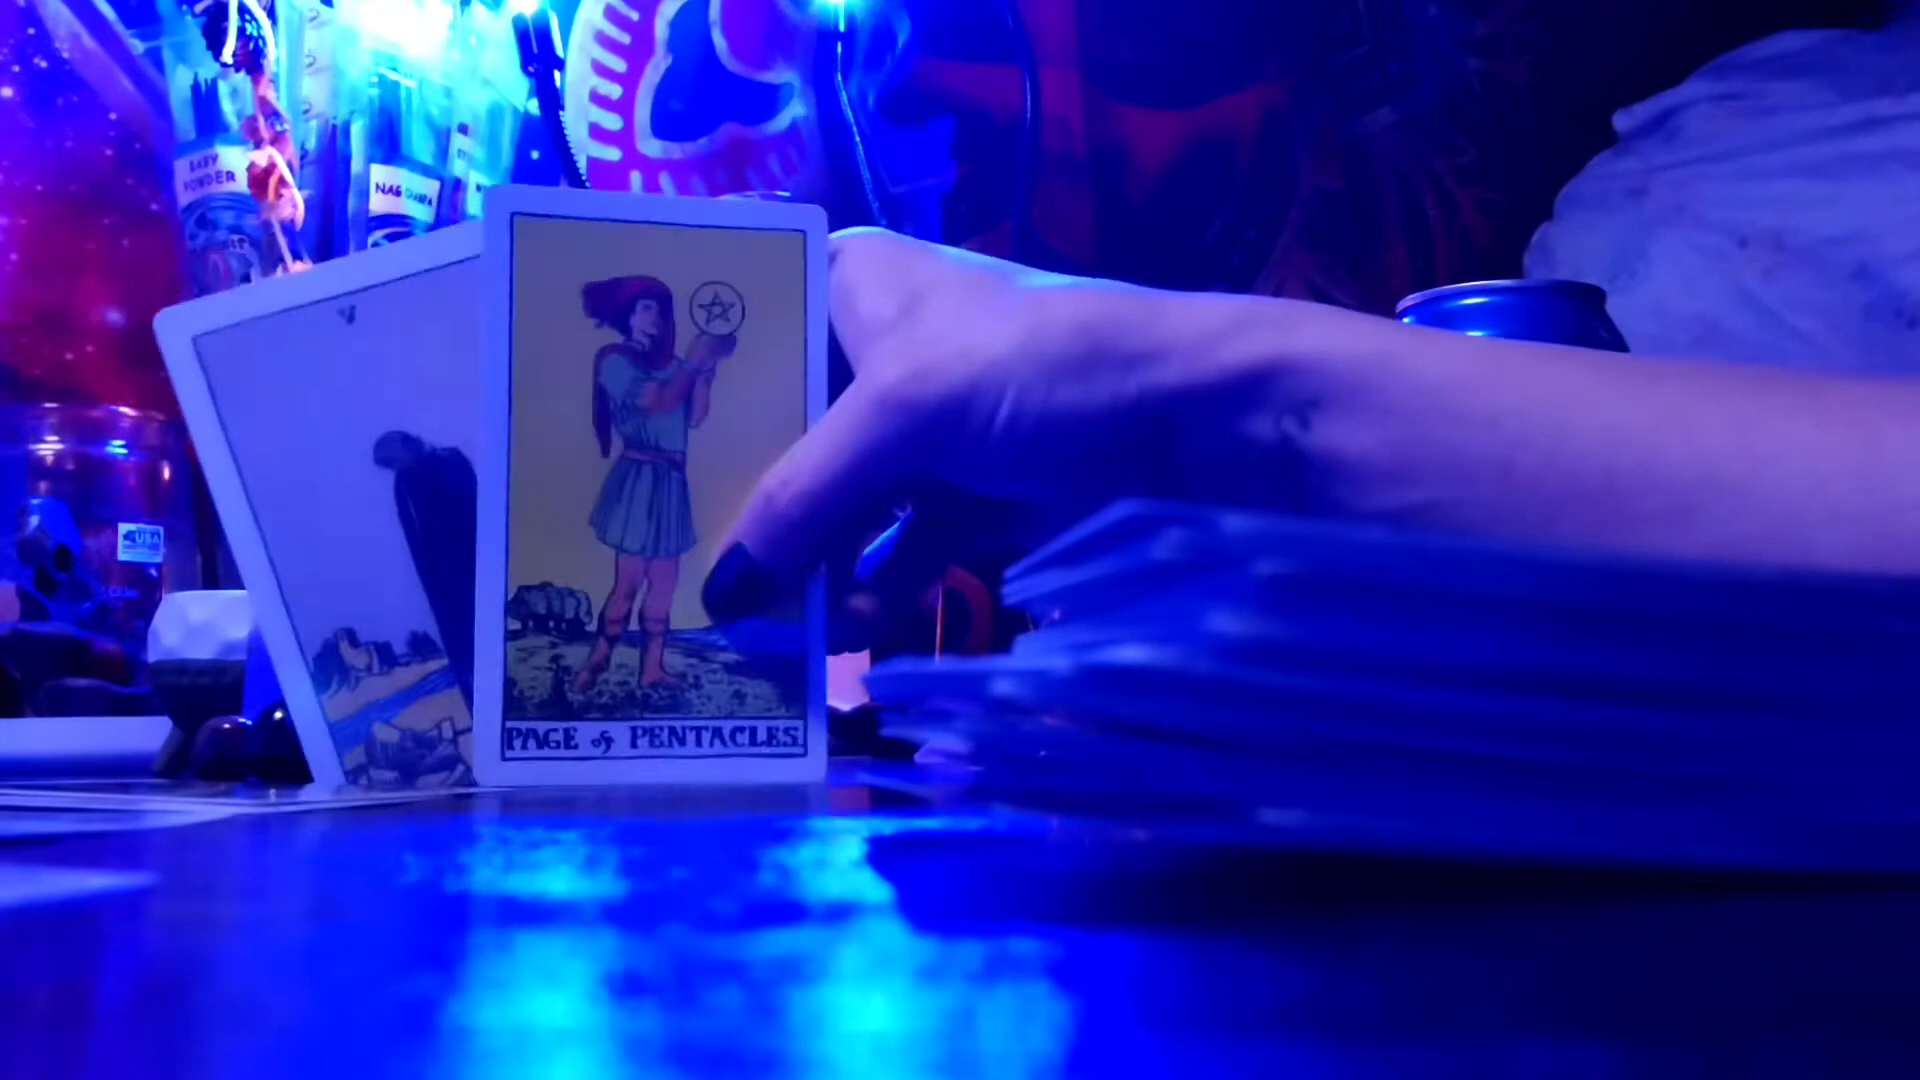 BABY
POWDER
NAG CHAMPA
V
USA
PAGE of PENTACLES.